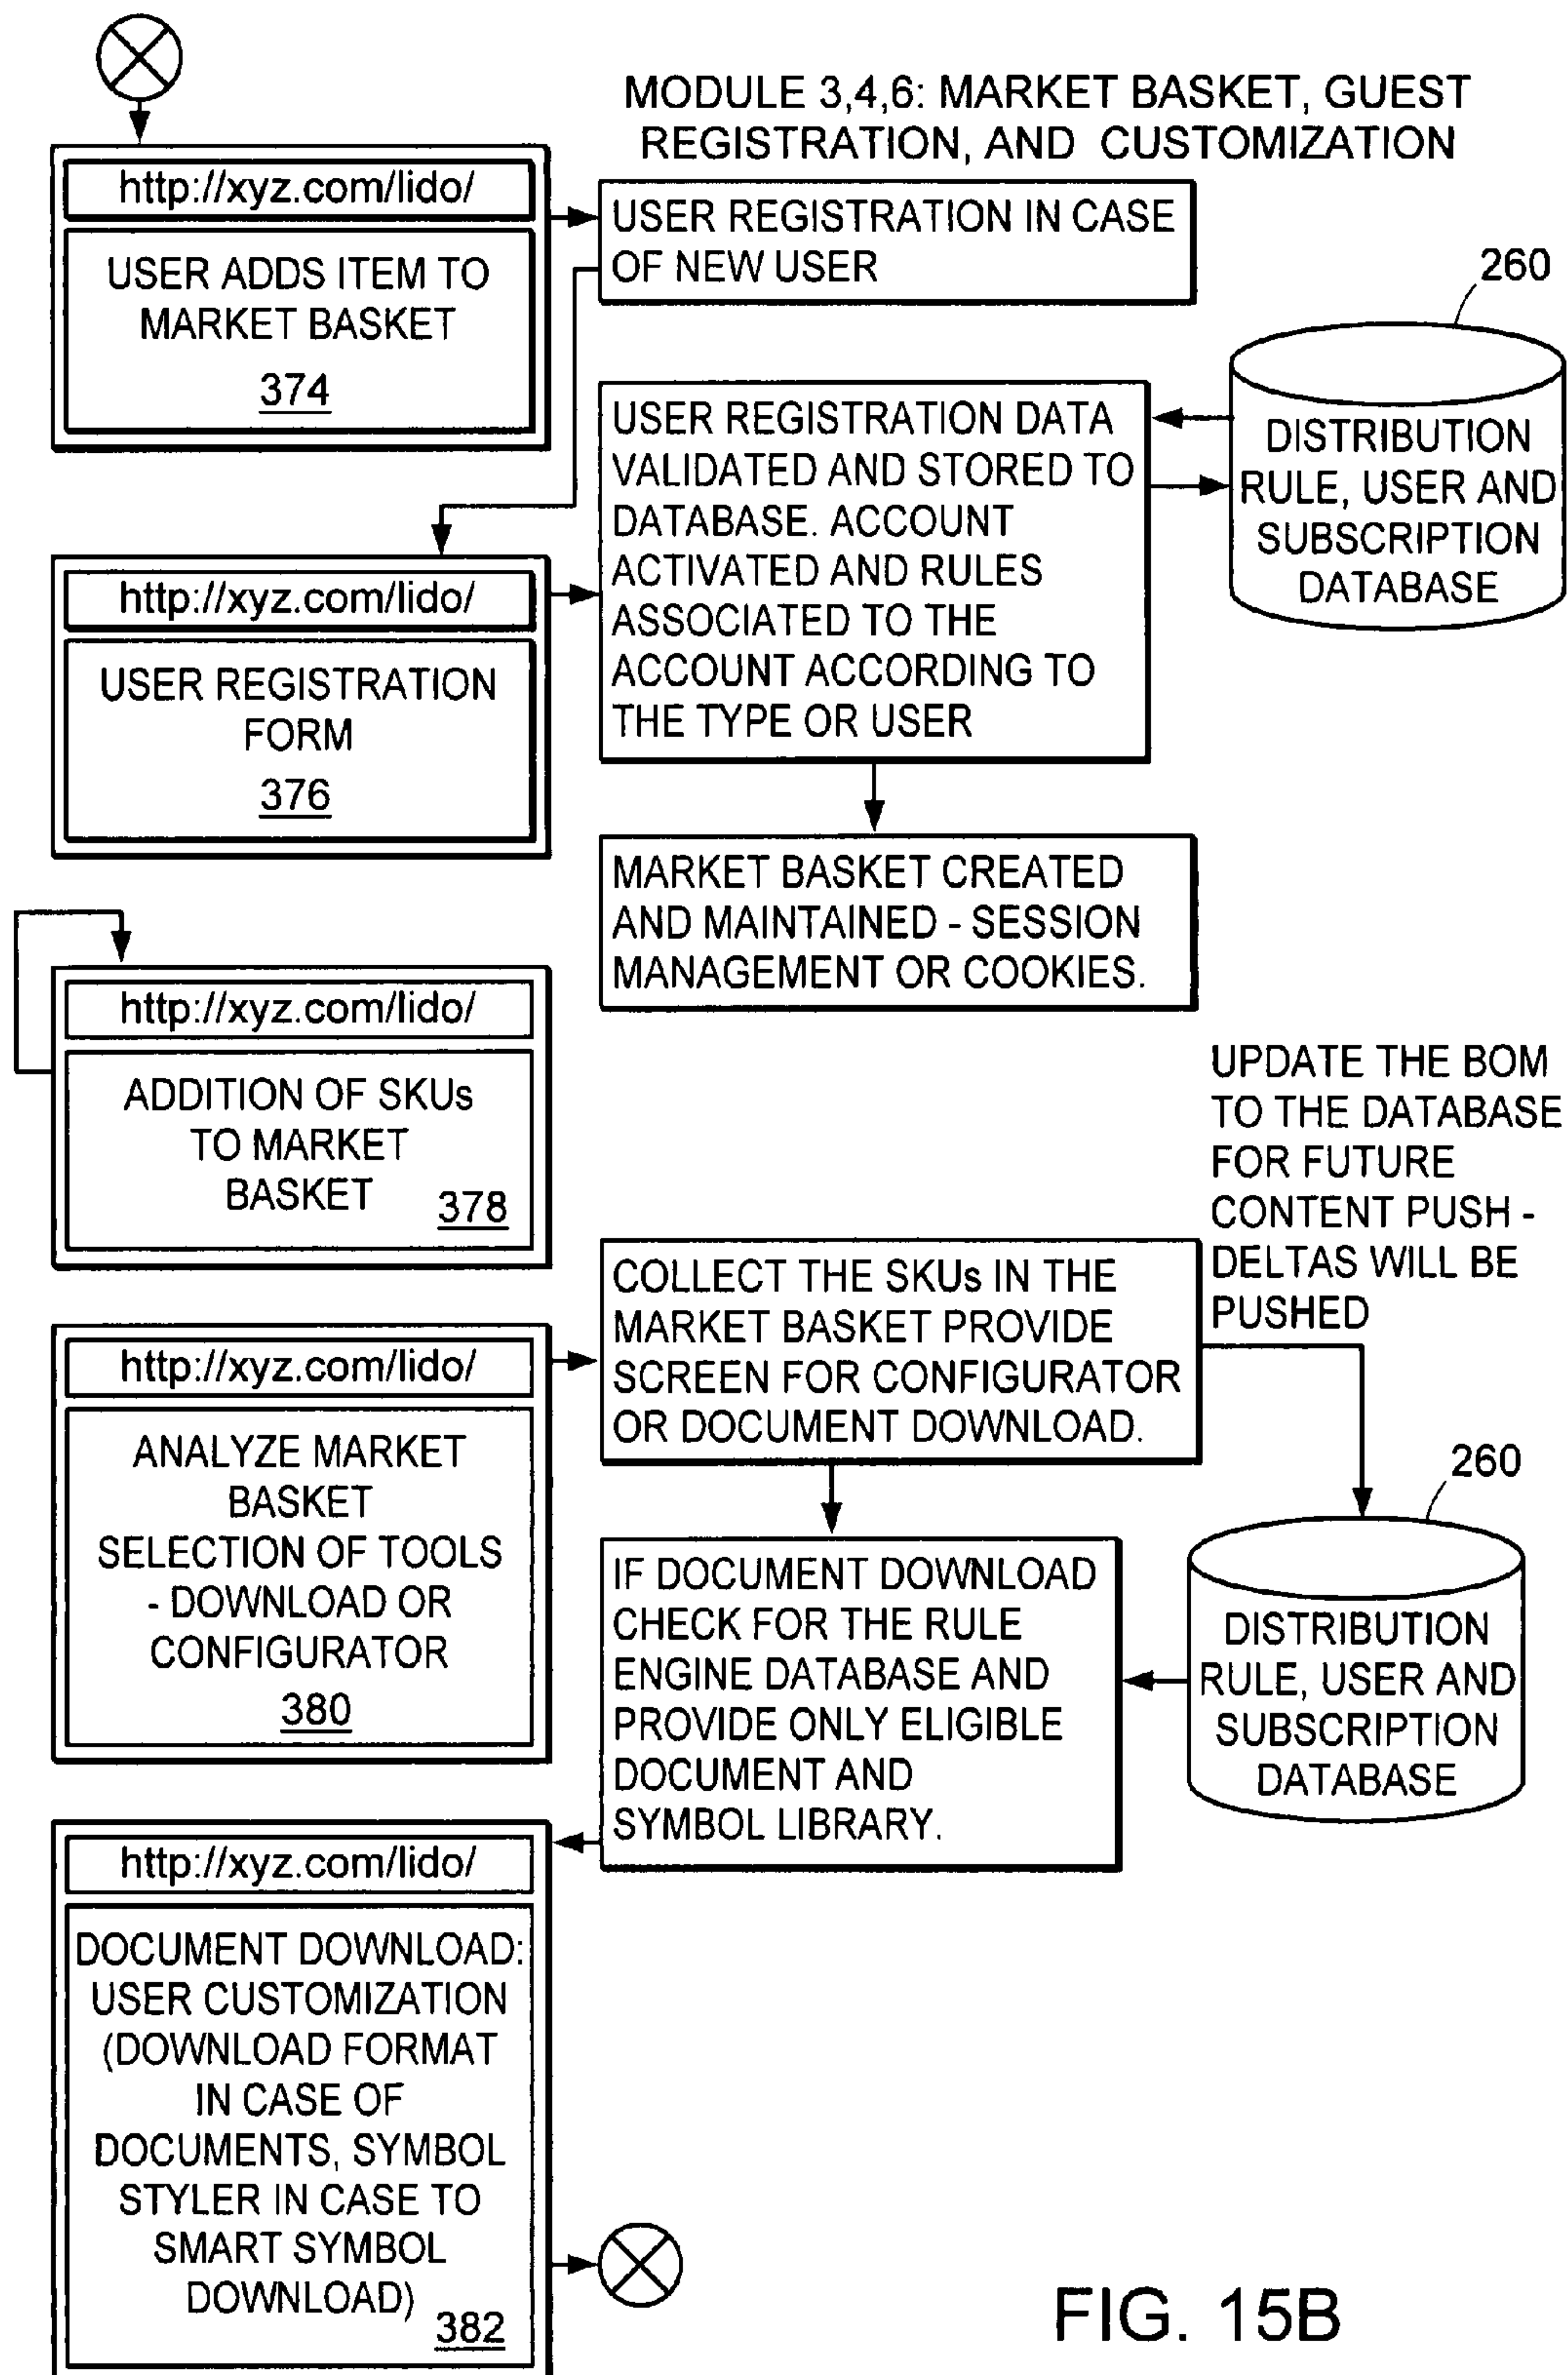 MODULE 3,4,6: MARKET BASKET, GUEST
REGISTRATION, AND CUSTOMIZATION
http://xyz.com/lido/
USER ADDS ITEM TO
MARKET BASKET
374
USER REGISTRATION IN CASE
OF NEW USER
260
USER REGISTRATION DATA
VALIDATED AND STORED TO
DATABASE. ACCOUNT
ACTIVATED AND RULES
ASSOCIATED TO THE
ACCOUNT ACCORDING TO
THE TYPE OR USER
DISTRIBUTION
RULE, USER AND
SUBSCRIPTION
DATABASE
http://xyz.com/lido/
USER REGISTRATION
FORM
376
MARKET BASKET CREATED
AND MAINTAINED - SESSION
MANAGEMENT OR COOKIES.
http://xyz.com/lido/
ADDITION OF SKUs
TO MARKET
BASKET
378
UPDATE THE BOM
TO THE DATABASE
FOR FUTURE
CONTENT PUSH -
DELTAS WILL BE
PUSHED
COLLECT THE SKUs IN THE
MARKET BASKET PROVIDE
SCREEN FOR CONFIGURATOR
OR DOCUMENT DOWNLOAD.
http://xyz.com/lido/
ANALYZE MARKET
BASKET
SELECTION OF TOOLS
- DOWNLOAD OR
CONFIGURATOR
380
260
IF DOCUMENT DOWNLOAD
CHECK FOR THE RULE
ENGINE DATABASE AND
PROVIDE ONLY ELIGIBLE
DOCUMENT AND
SYMBOL LIBRARY.
DISTRIBUTION
RULE, USER AND
SUBSCRIPTION
DATABASE
http://xyz.com/lido/
DOCUMENT DOWNLOAD:
USER CUSTOMIZATION
(DOWNLOAD FORMAT
IN CASE OF
DOCUMENTS, SYMBOL
STYLER IN CASE TO
SMART SYMBOL
DOWNLOAD)
382
FIG. 15B